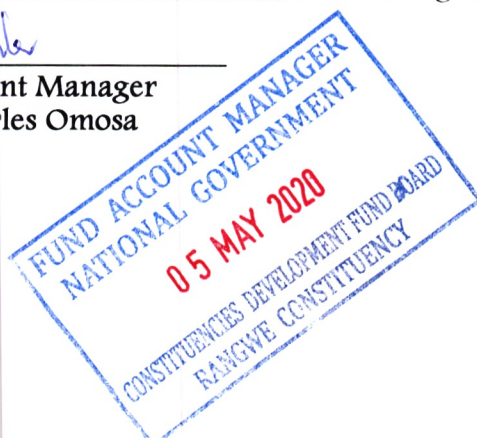 nt Manager
les Omosa
FUND ACCOUNT MANAGER
NATIONAL GOVERNMENT
05 MAY 2020
CONSTITUENCIES DEVELOPMENT FUND BOARD
RANGWE CONSTITUENCY